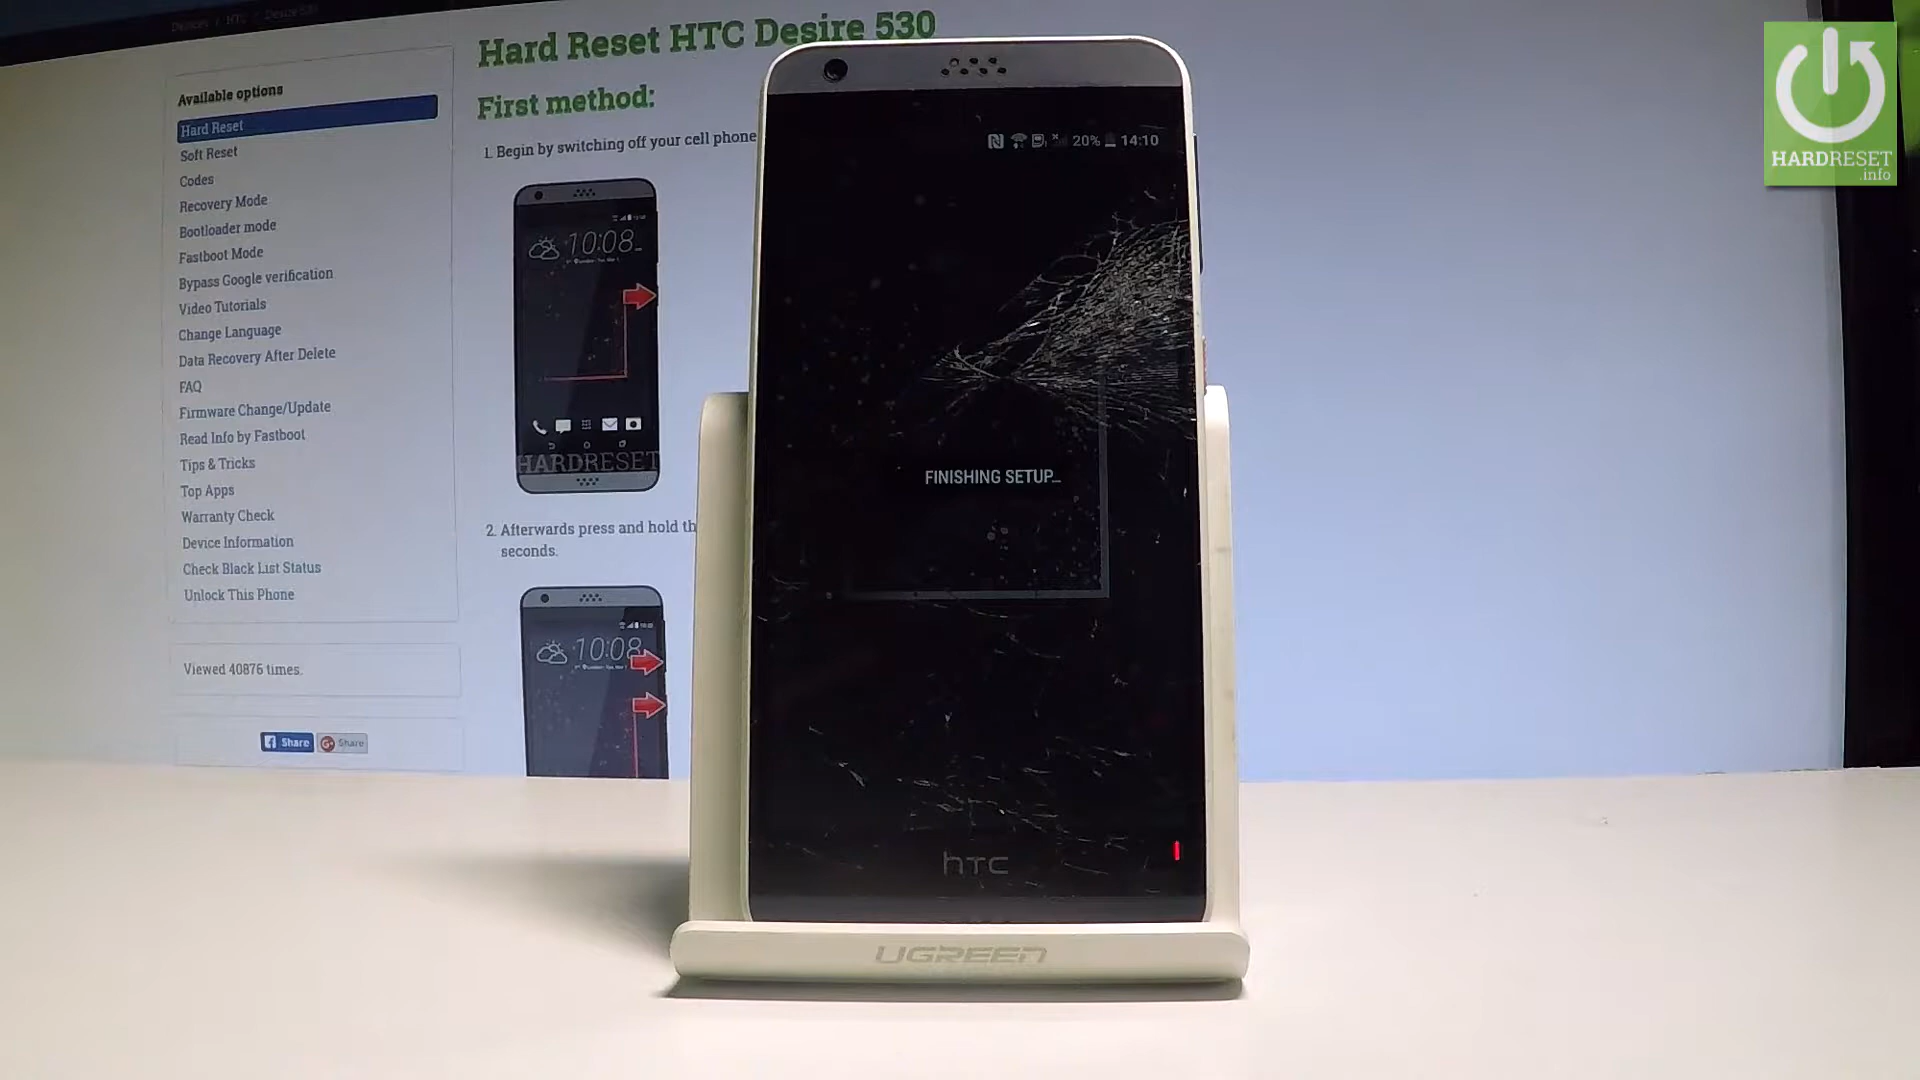 Devices / HTC / Desire 530
Hard Reset HTC Desire 530
First method:
Available options
Hard Reset
Soft Reset
Codes
Recovery Mode
Bootloader mode
Fastboot Mode
Bypass Google verification
Video Tutorials
Change Language
Data Recovery After Delete
FAQ
Firmware Change/Update
Read Info by Fastboot
Tips & Tricks
Top Apps
Warranty Check
Device Information
Check Black List Status
Unlock This Phone
Viewed 40876 times.
Share
Share
1. Begin by switching off your cell phone
10:08
HARDRESET
2. Afterwards press and hold th
seconds.
10:08
20% 14:10
FINISHING SETUP...
hTC
UGREEN
HARDRESET
.info